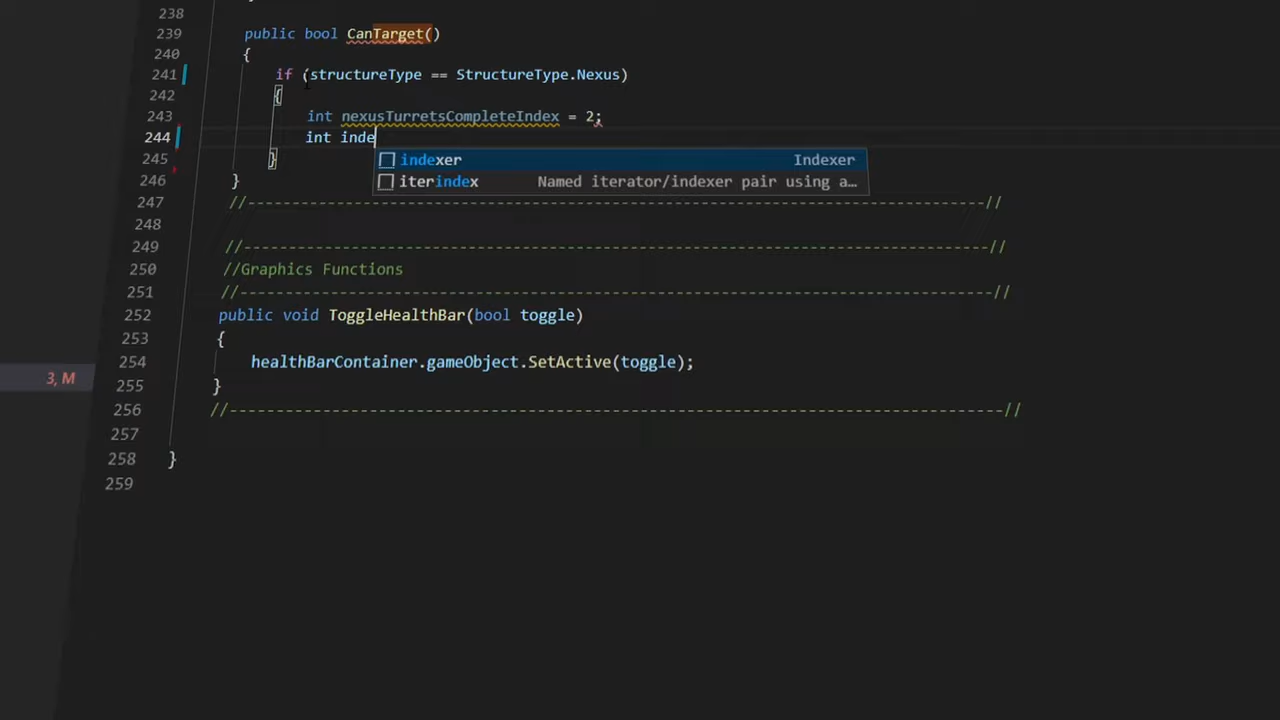 238
239 public bool CanTarget()
240 {
241 if (structureType == StructureType.Nexus)
242 {
243 int nexusTurretsCompleteIndex = 2;
244 int inde
indexer Indexer
245 }
iterindex Named iterator/indexer pair using a…
246 }
247 //--------------------------------------------------------------------------------//
248
249 //--------------------------------------------------------------------------------//
250 //Graphics Functions
251 //--------------------------------------------------------------------------------//
252 public void ToggleHealthBar(bool toggle)
253 {
254 healthBarContainer.gameObject.SetActive(toggle);
3, M
255 }
256 //--------------------------------------------------------------------------------//
257
258 }
259